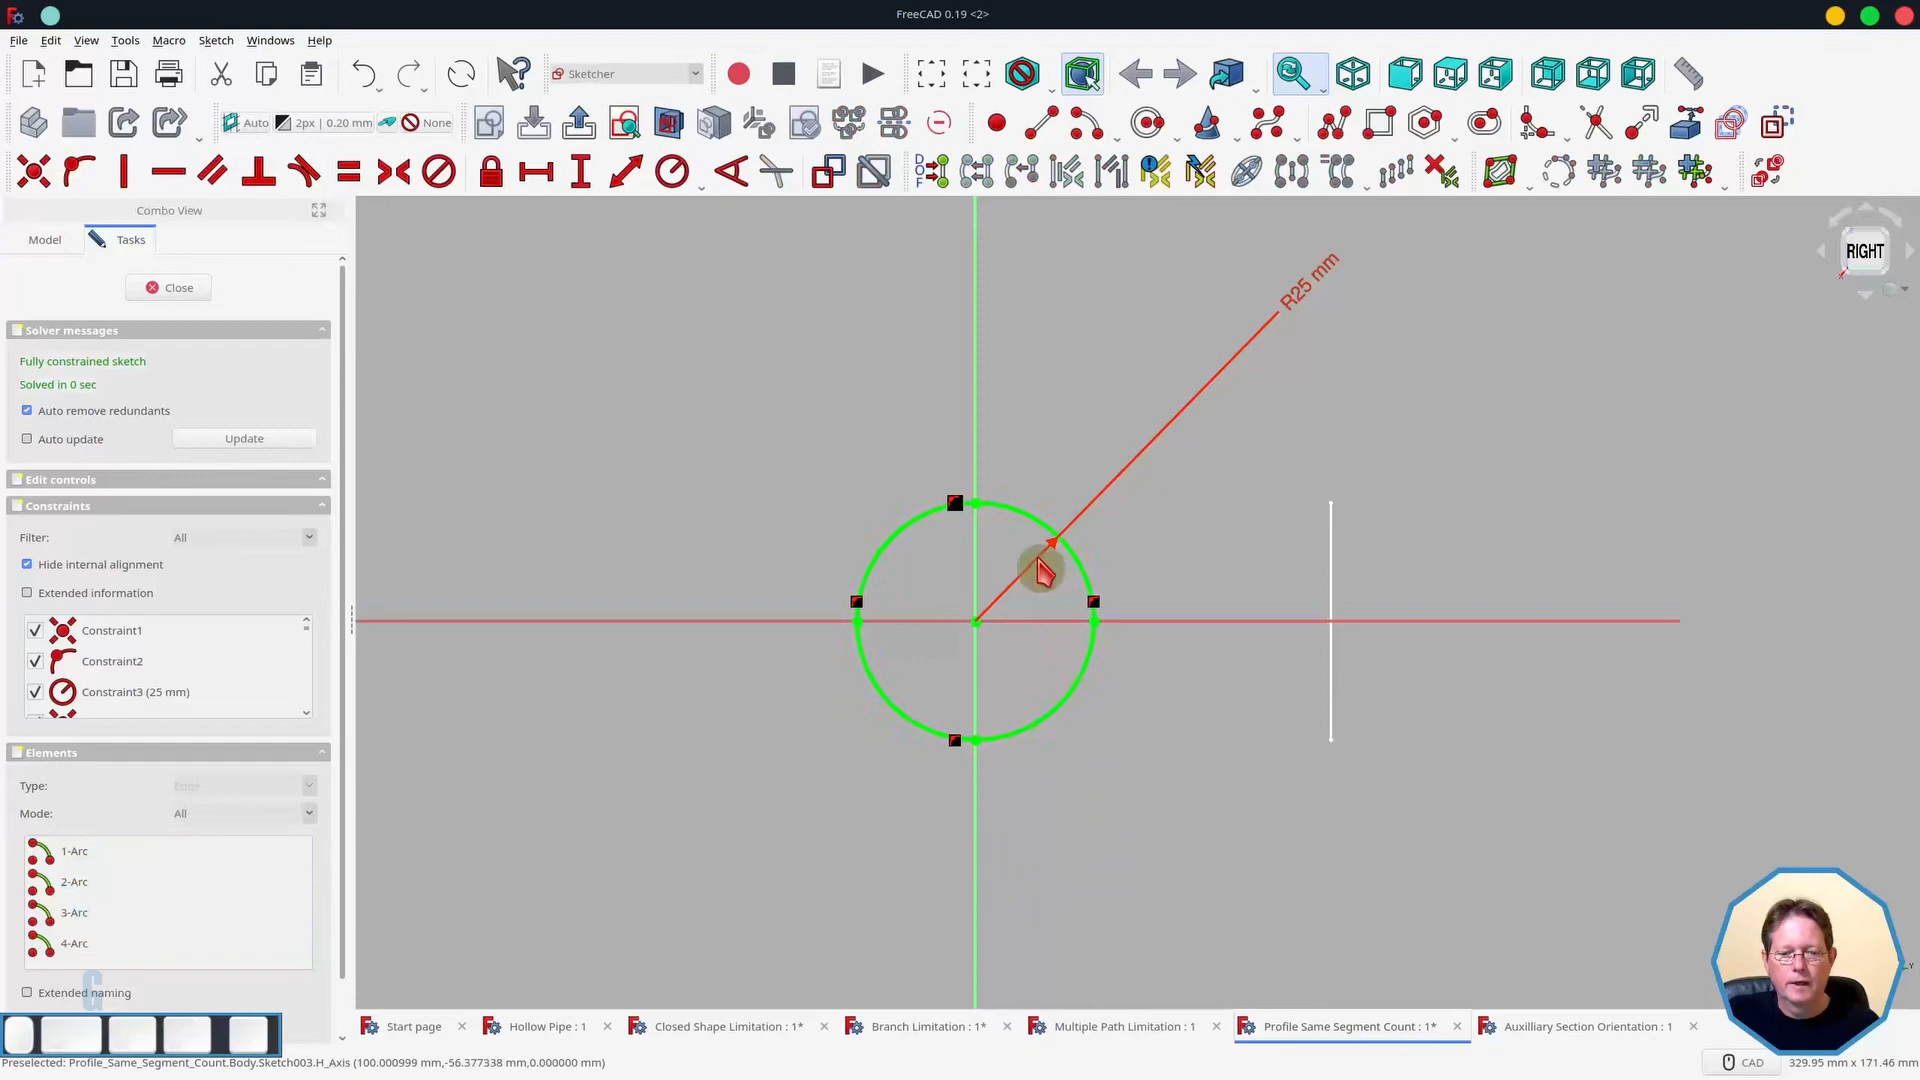 FreeCAD 0.19 <2>
File Edit View Tools Macro Sketch Windows Help
Sketcher
Auto 2px | 0.20 mm None
DOF
Combo View
Model Tasks
Close
Solver messages
Fully constrained sketch
Solved in 0 sec
Auto remove redundants
Auto update Update
Edit controls
Constraints
Filter: All
Hide internal alignment
Extended information
Constraint1
Constraint2
Constraint3 (25 mm)
Elements
Type: Edge
Mode: All
1-Arc
2-Arc
3-Arc
4-Arc
Extended naming
G
R25 mm
RIGHT
Y
Start page Hollow Pipe : 1 Closed Shape Limitation : 1* Branch Limitation : 1* Multiple Path Limitation : 1 Profile Same Segment Count : 1* Auxilliary Section Orientation : 1
Preselected: Profile_Same_Segment_Count.Body.Sketch003.H_Axis (100.000999 mm,-56.377338 mm,0.000000 mm) CAD 329.95 mm x 171.46 mm